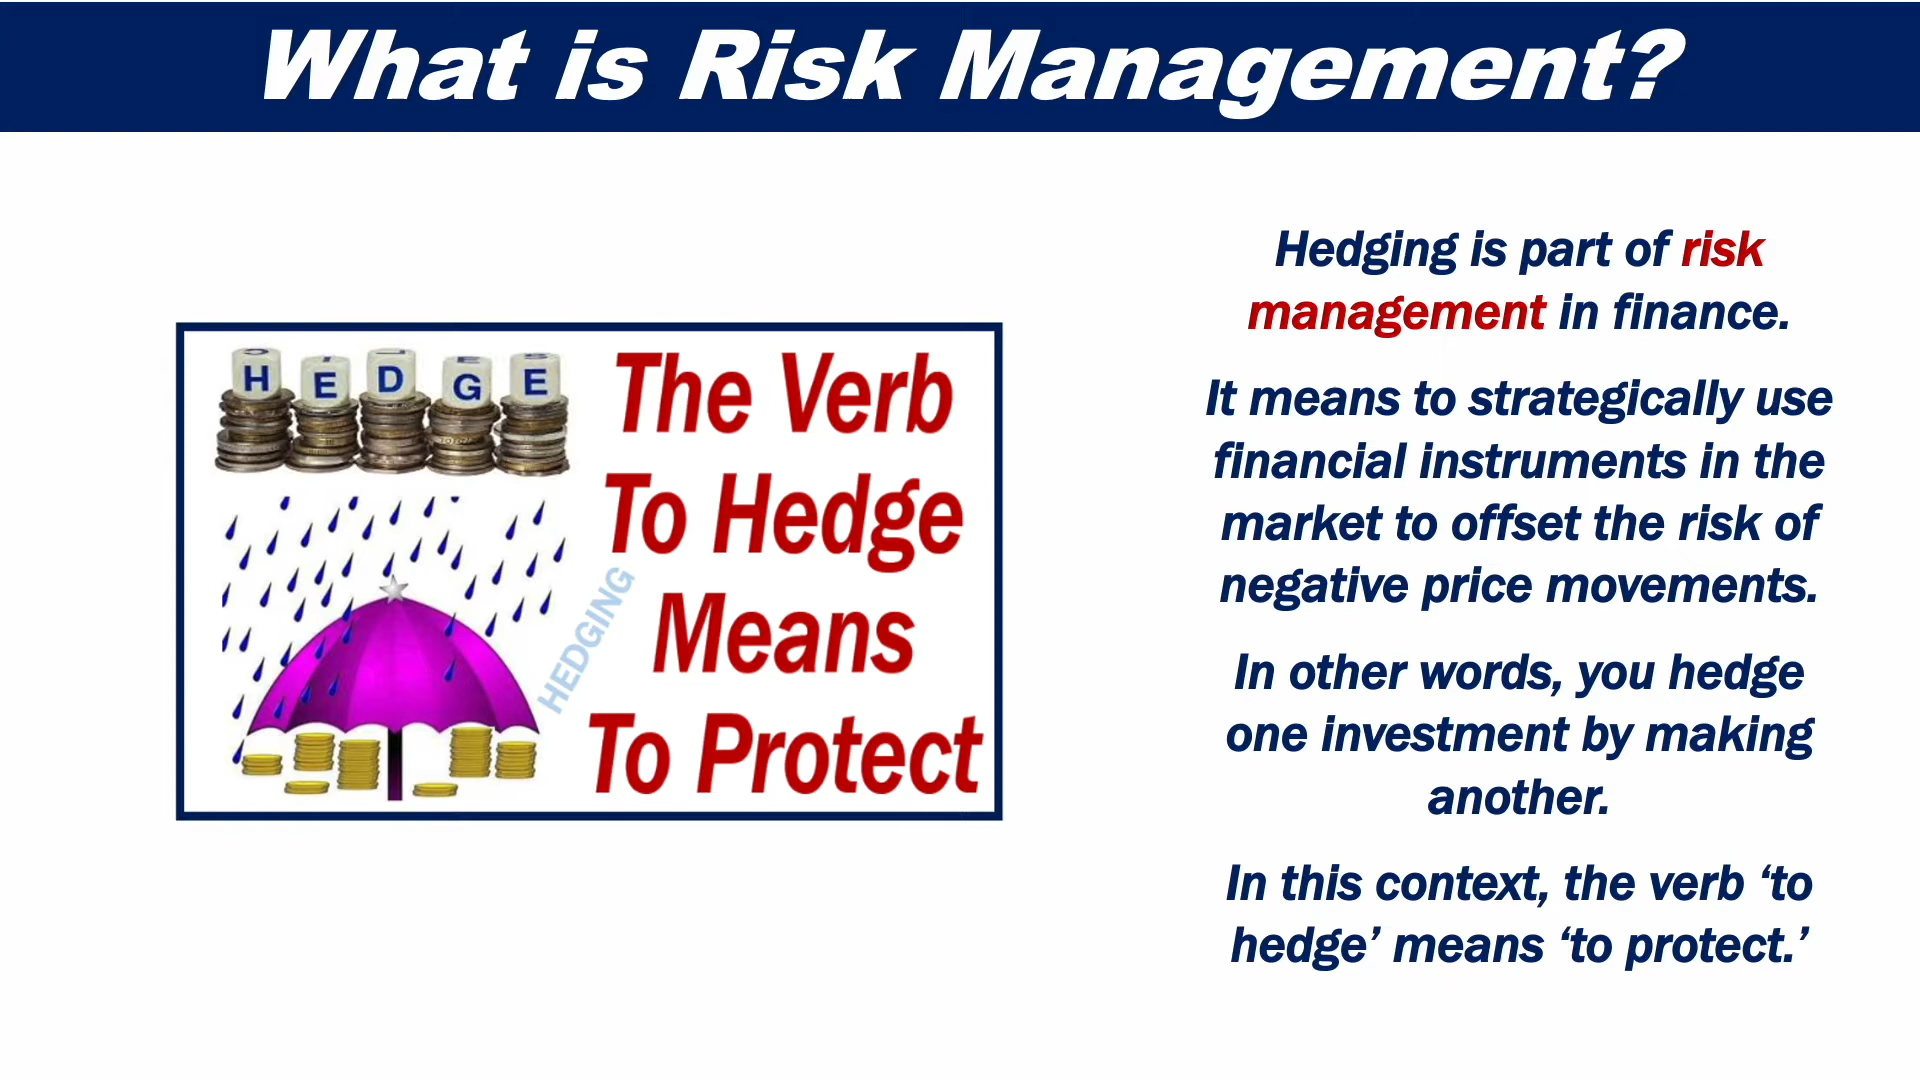 What is Risk Management?
H E D G E
The Verb
To Hedge
Means
To Protect
HEDGING
Hedging is part of risk
management in finance.
It means to strategically use
financial instruments in the
market to offset the risk of
negative price movements.
In other words, you hedge
one investment by making
another.
In this context, the verb ‘to
hedge’ means ‘to protect.’